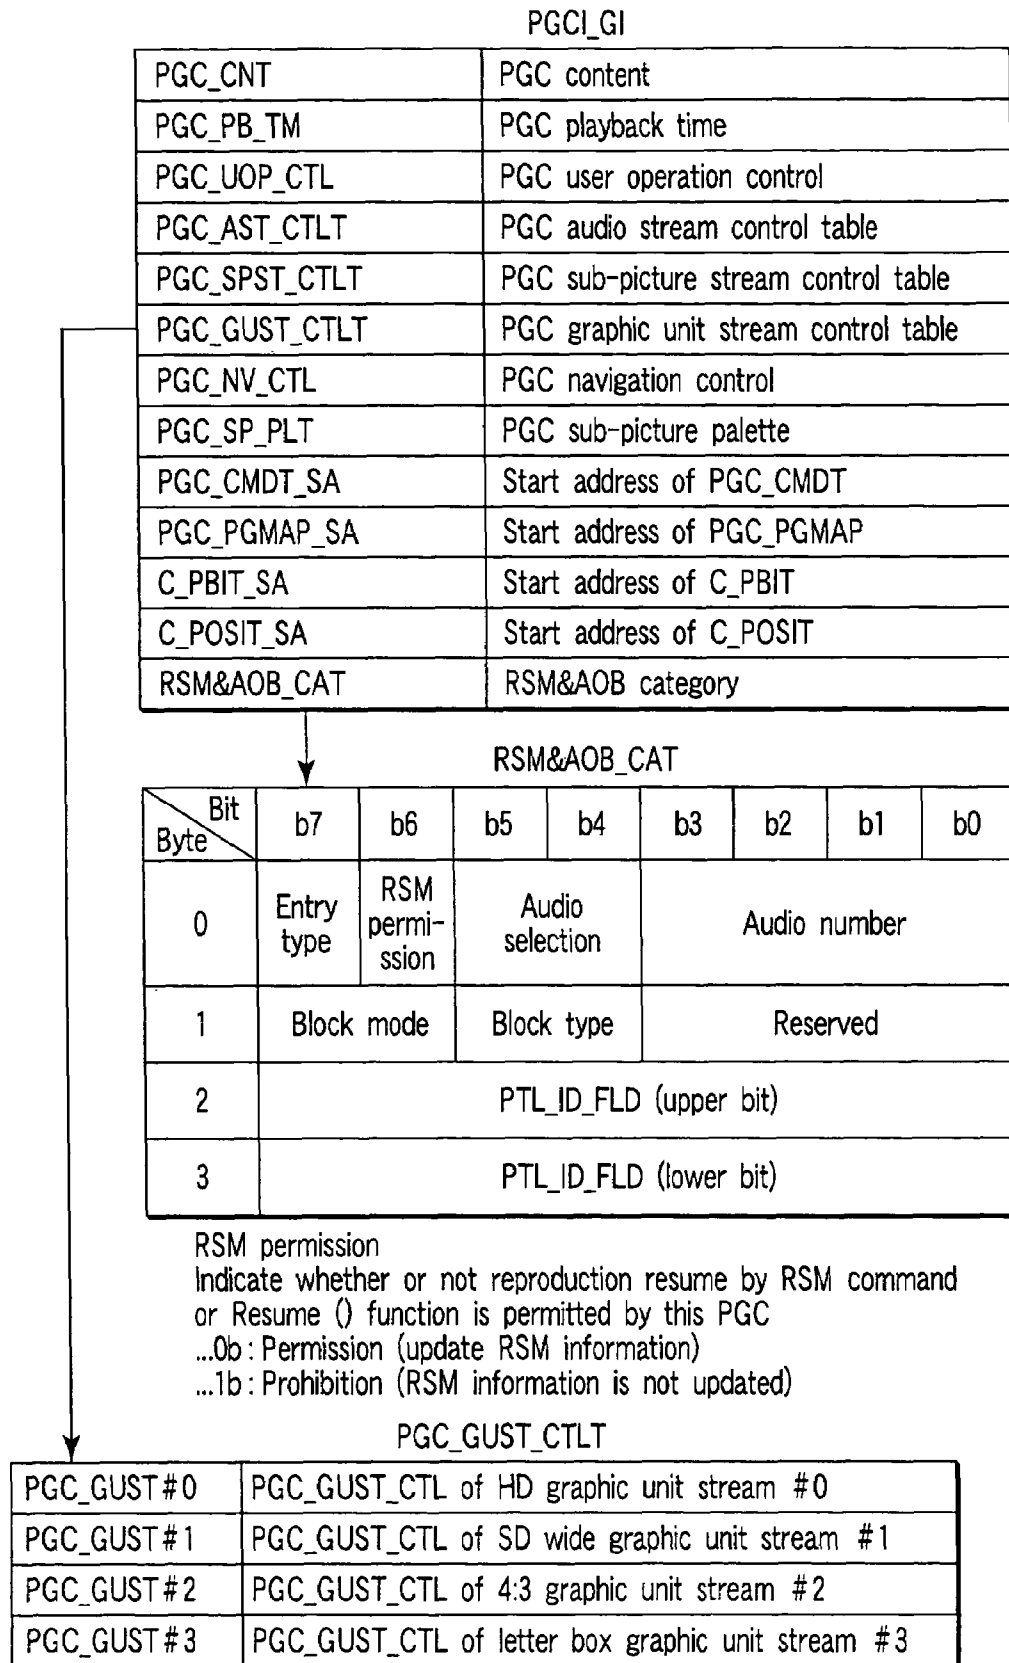 PGCI_GI
PGC_CNT PGC content
PGC_PB_TM PGC playback time
PGC_UOP_CTL PGC user operation control
PGC_AST_CTLT PGC audio stream control table
PGC_SPST_CTLT PGC sub-picture stream control table
PGC_GUST_CTLT PGC graphic unit stream control table
PGC_NV_CTL PGC navigation control
PGC_SP_PLT PGC sub-picture palette
PGC_CMDT_SA Start address of PGC_CMDT
PGC_PGMAP_SA Start address of PGC_PGMAP
C_PBIT_SA Start address of C_PBIT
C_POSIT_SA Start address of C_POSIT
RSM&AOB_CAT RSM&AOB category
RSM&AOB_CAT
Bit
Byte b7 b6 b5 b4 b3 b2 b1 b0
0 Entry type RSM permi-ssion Audio selection Audio number
1 Block mode Block type Reserved
2 PTL_ID_FLD (upper bit)
3 PTL_ID_FLD (lower bit)
RSM permission
Indicate whether or not reproduction resume by RSM command
or Resume () function is permitted by this PGC
...0b : Permission (update RSM information)
...1b : Prohibition (RSM information is not updated)
PGC_GUST_CTLT
PGC_GUST#0 PGC_GUST_CTL of HD graphic unit stream #0
PGC_GUST#1 PGC_GUST_CTL of SD wide graphic unit stream #1
PGC_GUST#2 PGC_GUST_CTL of 4:3 graphic unit stream #2
PGC_GUST#3 PGC_GUST_CTL of letter box graphic unit stream #3